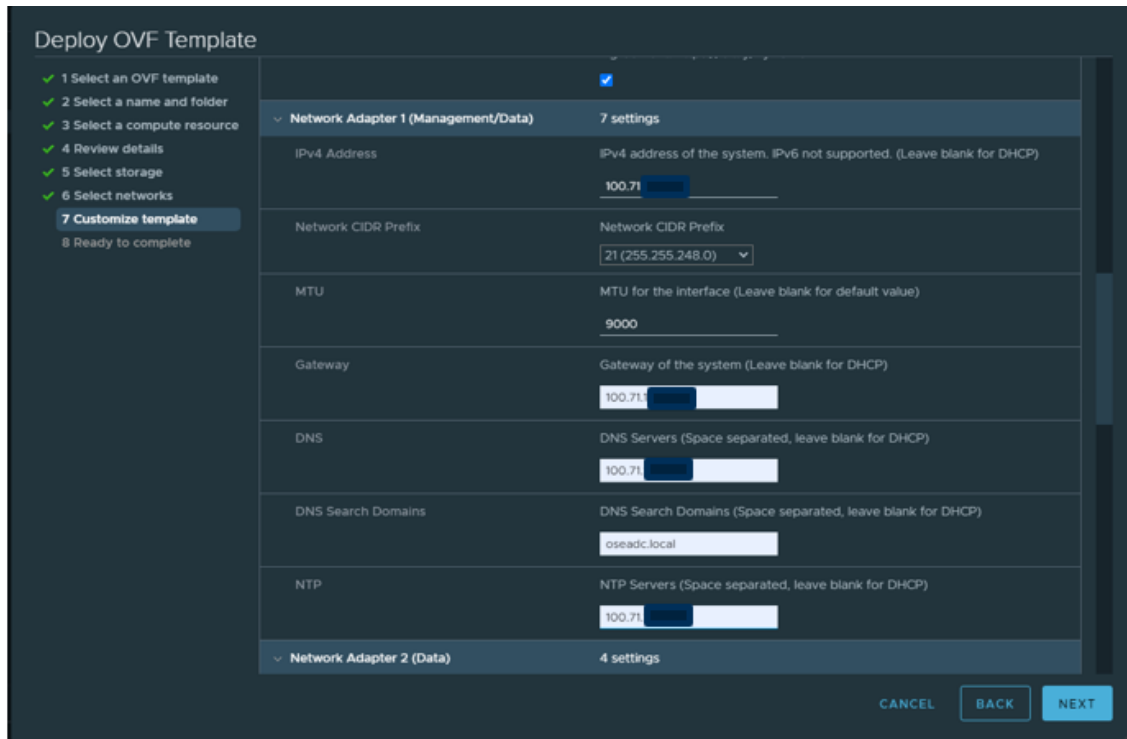 Deploy OVF Template
1 Select an OVF template
2 Select a name and folder
3 Select a compute resource
4 Review details
5 Select storage
6 Select networks
7 Customize template
8 Ready to complete
Network Adapter 1 (Management/Data) 7 settings
IPv4 Address IPv4 address of the system. IPv6 not supported. (Leave blank for DHCP)
100.71
Network CIDR Prefix Network CIDR Prefix
21 (255.255.248.0)
MTU MTU for the interface (Leave blank for default value)
9000
Gateway Gateway of the system (Leave blank for DHCP)
100.71.1
DNS DNS Servers (Space separated, leave blank for DHCP)
100.71.
DNS Search Domains DNS Search Domains (Space separated, leave blank for DHCP)
oseadc.local
NTP NTP Servers (Space separated, leave blank for DHCP)
100.71.
Network Adapter 2 (Data) 4 settings
CANCEL BACK NEXT